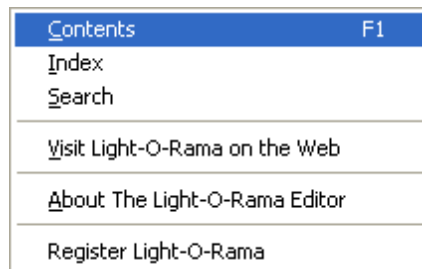 Contents F1
Index
Search
Visit Light-O-Rama on the Web
About The Light-O-Rama Editor
Register Light-O-Rama